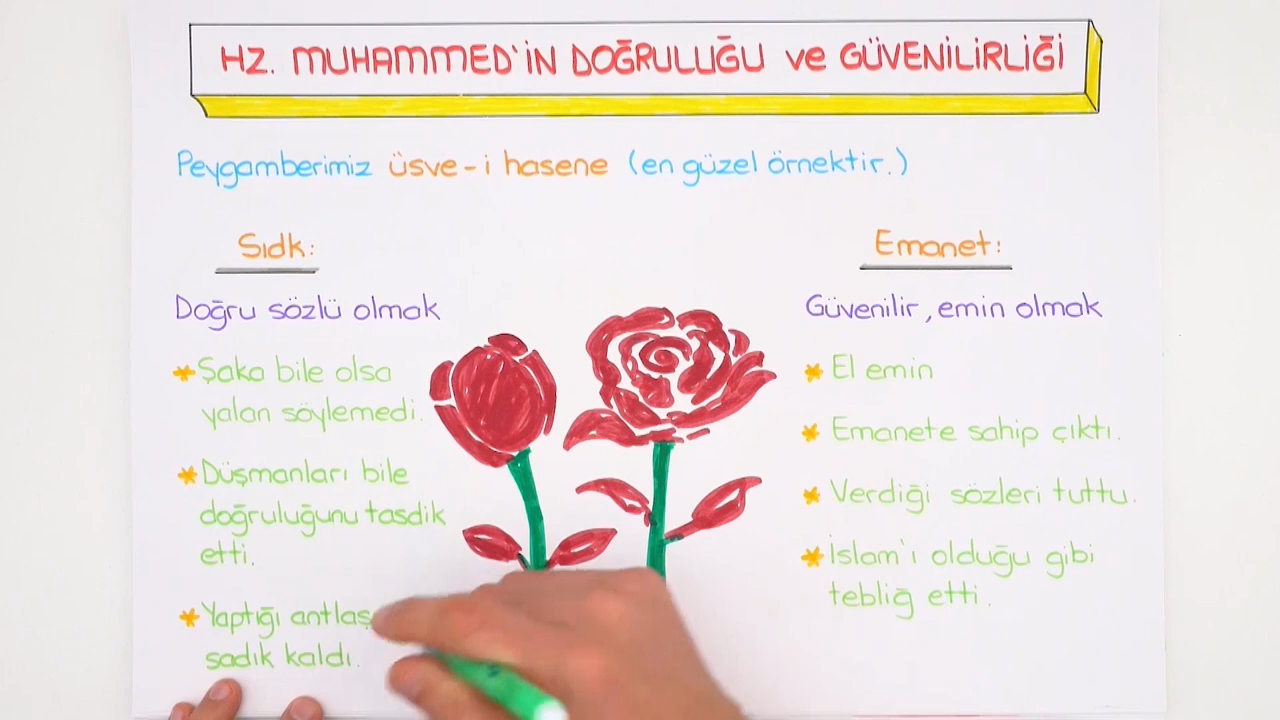 HZ. MUHAMMED'İN DOĞRULUĞU ve GÜVENİLİRLİĞİ
Peygamberimiz üsve-i hasene (en güzel örnektir.)
Sıdk:
Doğru sözlü olmak
* Şaka bile olsa
yalan söylemedi.
* Düşmanları bile
doğruluğunu tasdik
etti.
* Yaptığı
sadık kaldı.
Emanet:
Güvenilir, emin olmak
* El emin
* Emanete sahip çıktı.
* Verdiği sözleri tuttu.
* İslam'ı olduğu gibi
tebliğ etti.